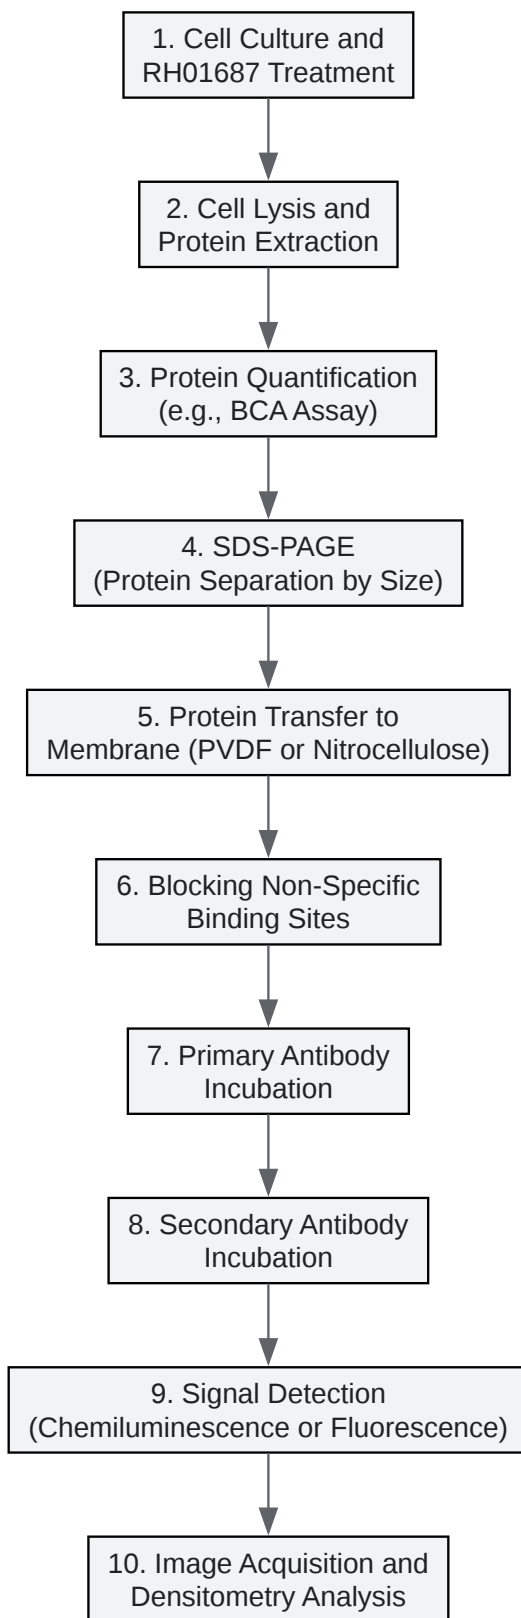 1. Cell Culture and
RH01687 Treatment
2. Cell Lysis and
Protein Extraction
3. Protein Quantification
(e.g., BCA Assay)
4. SDS-PAGE
(Protein Separation by Size)
5. Protein Transfer to
Membrane (PVDF or Nitrocellulose)
6. Blocking Non-Specific
Binding Sites
7. Primary Antibody
Incubation
8. Secondary Antibody
Incubation
9. Signal Detection
(Chemiluminescence or Fluorescence)
10. Image Acquisition and
Densitometry Analysis